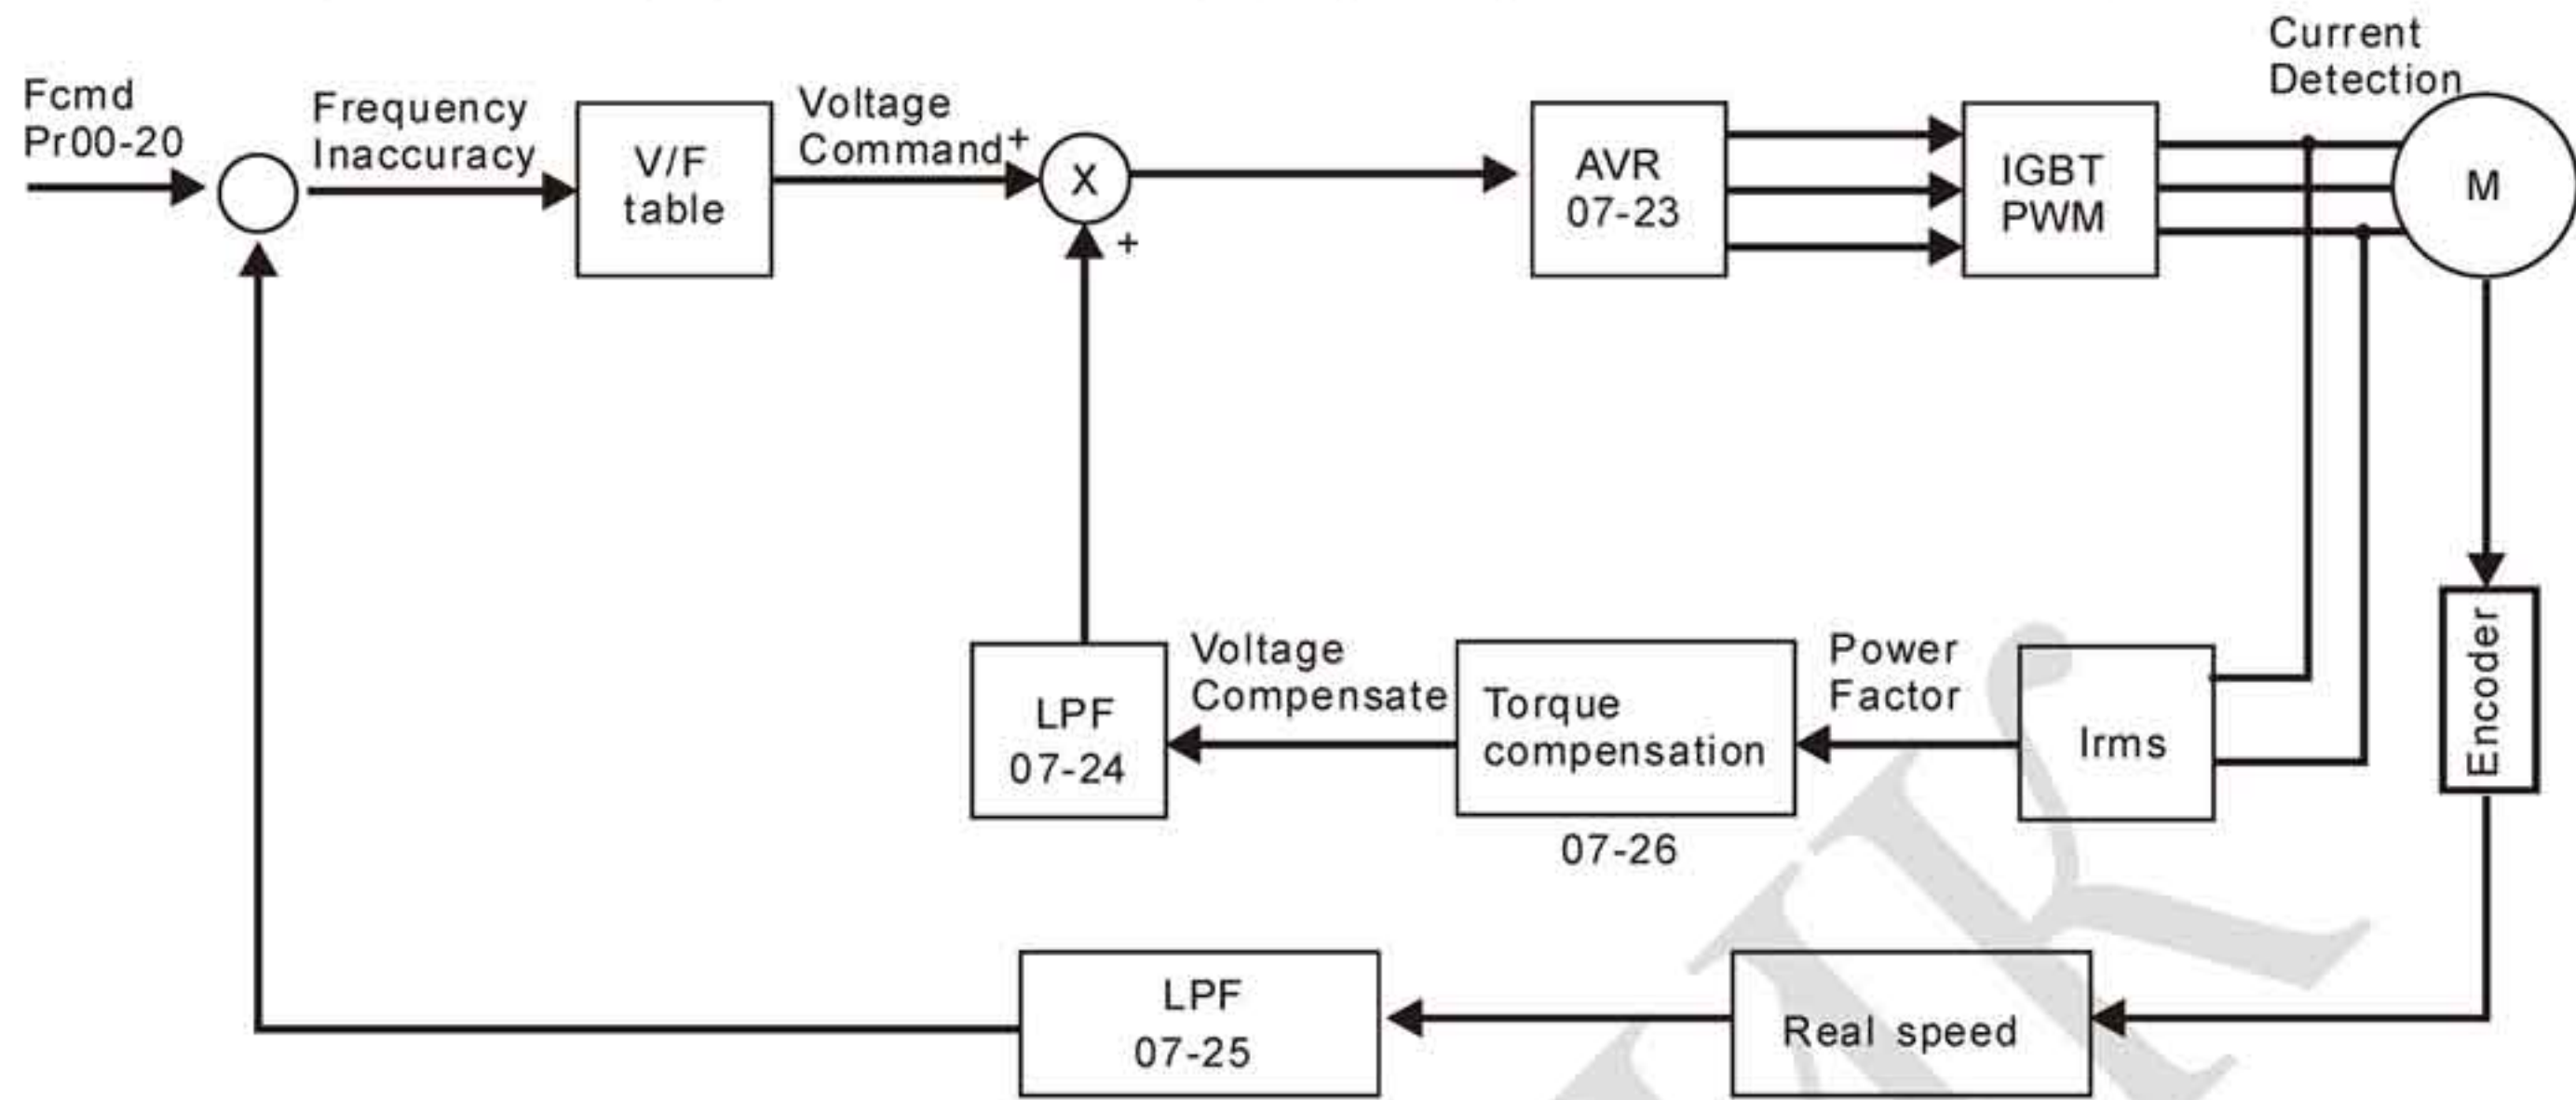 Current
Detection
Fcmd
Pr00-20
Frequency
Inaccuracy
V/F
table
Voltage
Command
+
X
+
AVR
07-23
IGBT
PWM
M
LPF
07-24
Voltage
Compensate
Torque
compensation
07-26
Power
Factor
Irms
Encoder
LPF
07-25
Real speed